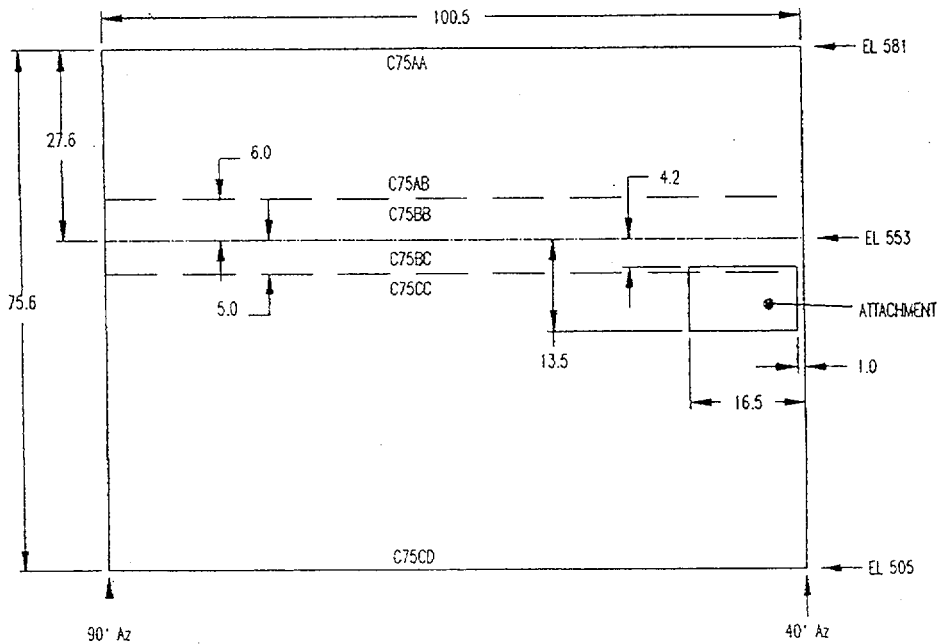 100.5
EL 581
C75AA
27.6
6.0
4.2
C75AB
C75BB
EL 553
C75BC
C75CC
75.6
5.0
ATTACHMENT
13.5
1.0
16.5
C75CD
EL 505
90° Az
40° Az